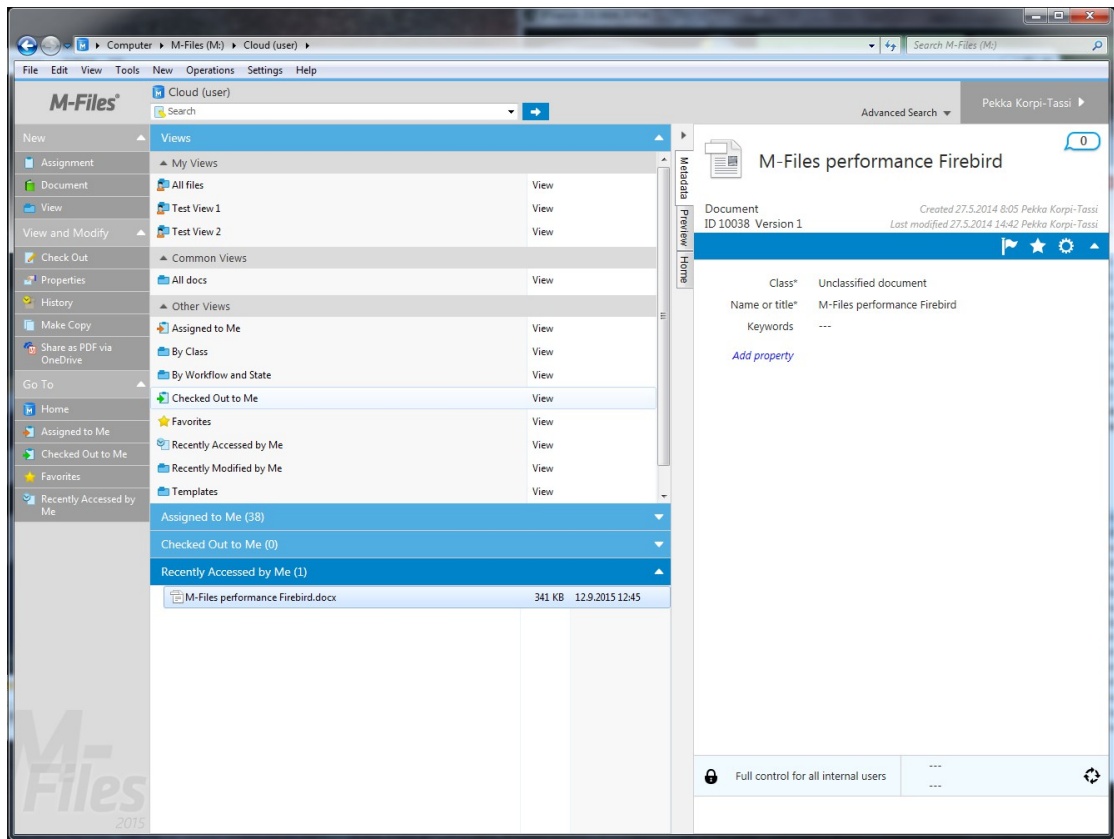 Computer ▸ M-Files (M:) ▸ Cloud (user) ▸
Search M-Files (M:)
File Edit View Tools New Operations Settings Help
M-Files®
Cloud (user)
Search
Advanced Search
Pekka Korpi-Tassi
New
Assignment
Document
View
View and Modify
Check Out
Properties
History
Make Copy
Share as PDF via
OneDrive
Go To
Home
Assigned to Me
Checked Out to Me
Favorites
Recently Accessed by
Me
M-
Files
2015
Views
My Views
All files View
Test View 1 View
Test View 2 View
Common Views
All docs View
Other Views
Assigned to Me View
By Class View
By Workflow and State View
Checked Out to Me View
Favorites View
Recently Accessed by Me View
Recently Modified by Me View
Templates View
Assigned to Me (38)
Checked Out to Me (0)
Recently Accessed by Me (1)
M-Files performance Firebird.docx 341 KB 12.9.2015 12:45
Metadata
Preview
Home
0
M-Files performance Firebird
Document Created 27.5.2014 8:05 Pekka Korpi-Tassi
ID 10038 Version 1 Last modified 27.5.2014 14:42 Pekka Korpi-Tassi
Class* Unclassified document
Name or title* M-Files performance Firebird
Keywords ---
Add property
Full control for all internal users
---
---